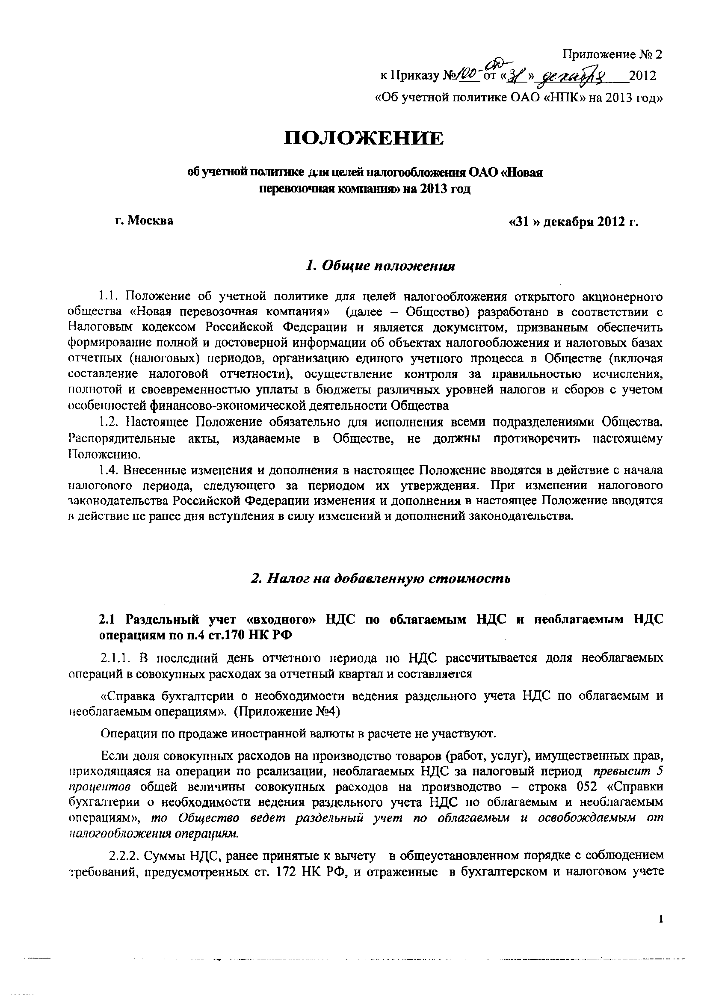 Приложение № 2
к Приказу №100-ОД от «31» декабря 2012
«Об учетной политике ОАО «НПК» на 2013 год»
ПОЛОЖЕНИЕ
об учетной политике для целей налогообложения ОАО «Новая
перевозочная компания» на 2013 год
г. Москва «31 » декабря 2012 г.
1. Общие положения
1.1. Положение об учетной политике для целей налогообложения открытого акционерного
общества «Новая перевозочная компания» (далее – Общество) разработано в соответствии с
Налоговым кодексом Российской Федерации и является документом, призванным обеспечить
формирование полной и достоверной информации об объектах налогообложения и налоговых базах
отчетных (налоговых) периодов, организацию единого учетного процесса в Обществе (включая
составление налоговой отчетности), осуществление контроля за правильностью исчисления,
полнотой и своевременностью уплаты в бюджеты различных уровней налогов и сборов с учетом
особенностей финансово-экономической деятельности Общества
1.2. Настоящее Положение обязательно для исполнения всеми подразделениями Общества.
Распорядительные акты, издаваемые в Обществе, не должны противоречить настоящему
Положению.
1.4. Внесенные изменения и дополнения в настоящее Положение вводятся в действие с начала
налогового периода, следующего за периодом их утверждения. При изменении налогового
законодательства Российской Федерации изменения и дополнения в настоящее Положение вводятся
в действие не ранее дня вступления в силу изменений и дополнений законодательства.
2. Налог на добавленную стоимость
2.1 Раздельный учет «входного» НДС по облагаемым НДС и необлагаемым НДС
операциям по п.4 ст.170 НК РФ
2.1.1. В последний день отчетного периода по НДС рассчитывается доля необлагаемых
операций в совокупных расходах за отчетный квартал и составляется
«Справка бухгалтерии о необходимости ведения раздельного учета НДС по облагаемым и
необлагаемым операциям». (Приложение №4)
Операции по продаже иностранной валюты в расчете не участвуют.
Если доля совокупных расходов на производство товаров (работ, услуг), имущественных прав,
приходящаяся на операции по реализации, необлагаемых НДС за налоговый период превысит 5
процентов общей величины совокупных расходов на производство – строка 052 «Справки
бухгалтерии о необходимости ведения раздельного учета НДС по облагаемым и необлагаемым
операциям», то Общество ведет раздельный учет по облагаемым и освобождаемым от
налогообложения операциям.
2.2.2. Суммы НДС, ранее принятые к вычету в общеустановленном порядке с соблюдением
требований, предусмотренных ст. 172 НК РФ, и отраженные в бухгалтерском и налоговом учете
1